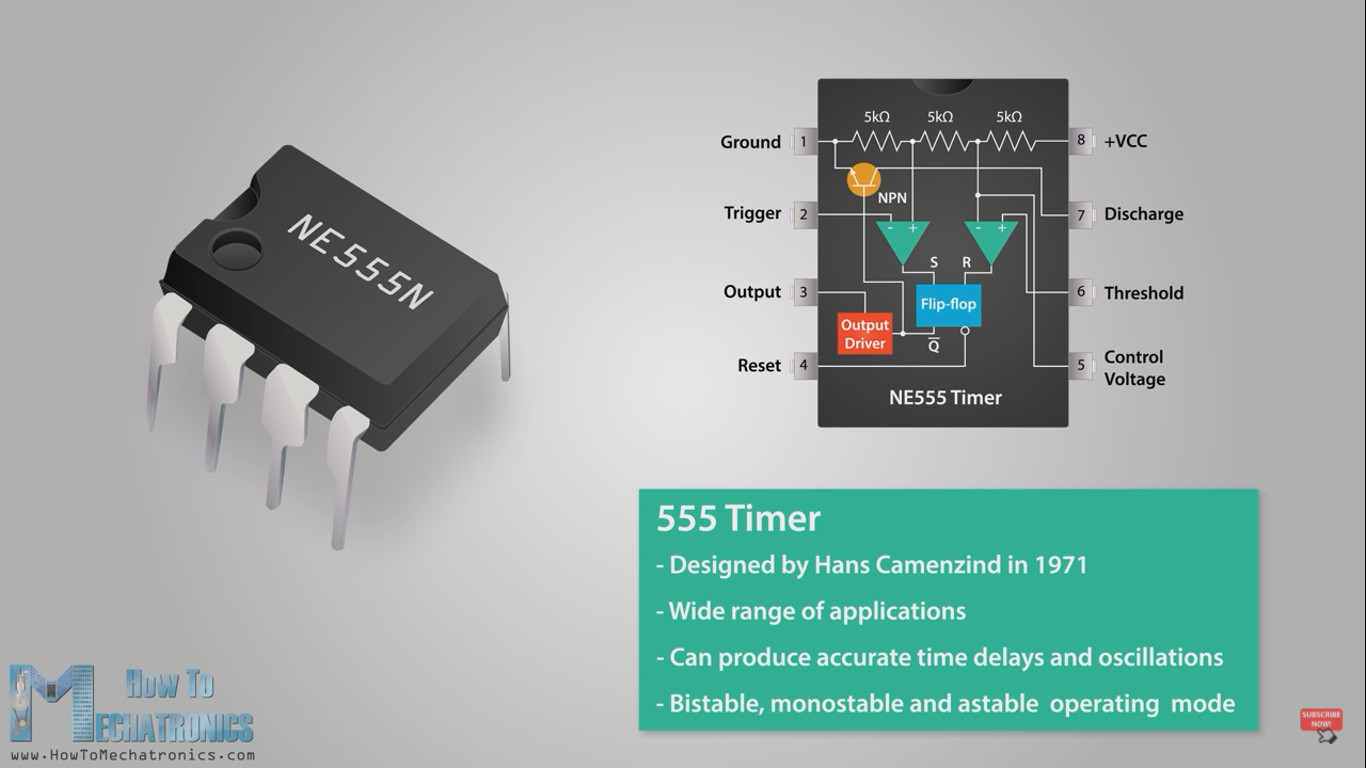 NE555N
5kΩ 5kΩ 5kΩ
Ground 1
8 +VCC
NPN
Trigger 2
7 Discharge
- +
- +
S R
Output 3
6 Threshold
Flip-flop
Output
Driver
Q̅
Reset 4
5 Control
Voltage
NE555 Timer
555 Timer
- Designed by Hans Camenzind in 1971
- Wide range of applications
- Can produce accurate time delays and oscillations
- Bistable, monostable and astable operating mode
How To
MECHATRONICS
www.HowToMechatronics.com
SUBSCRIBE
NOW!